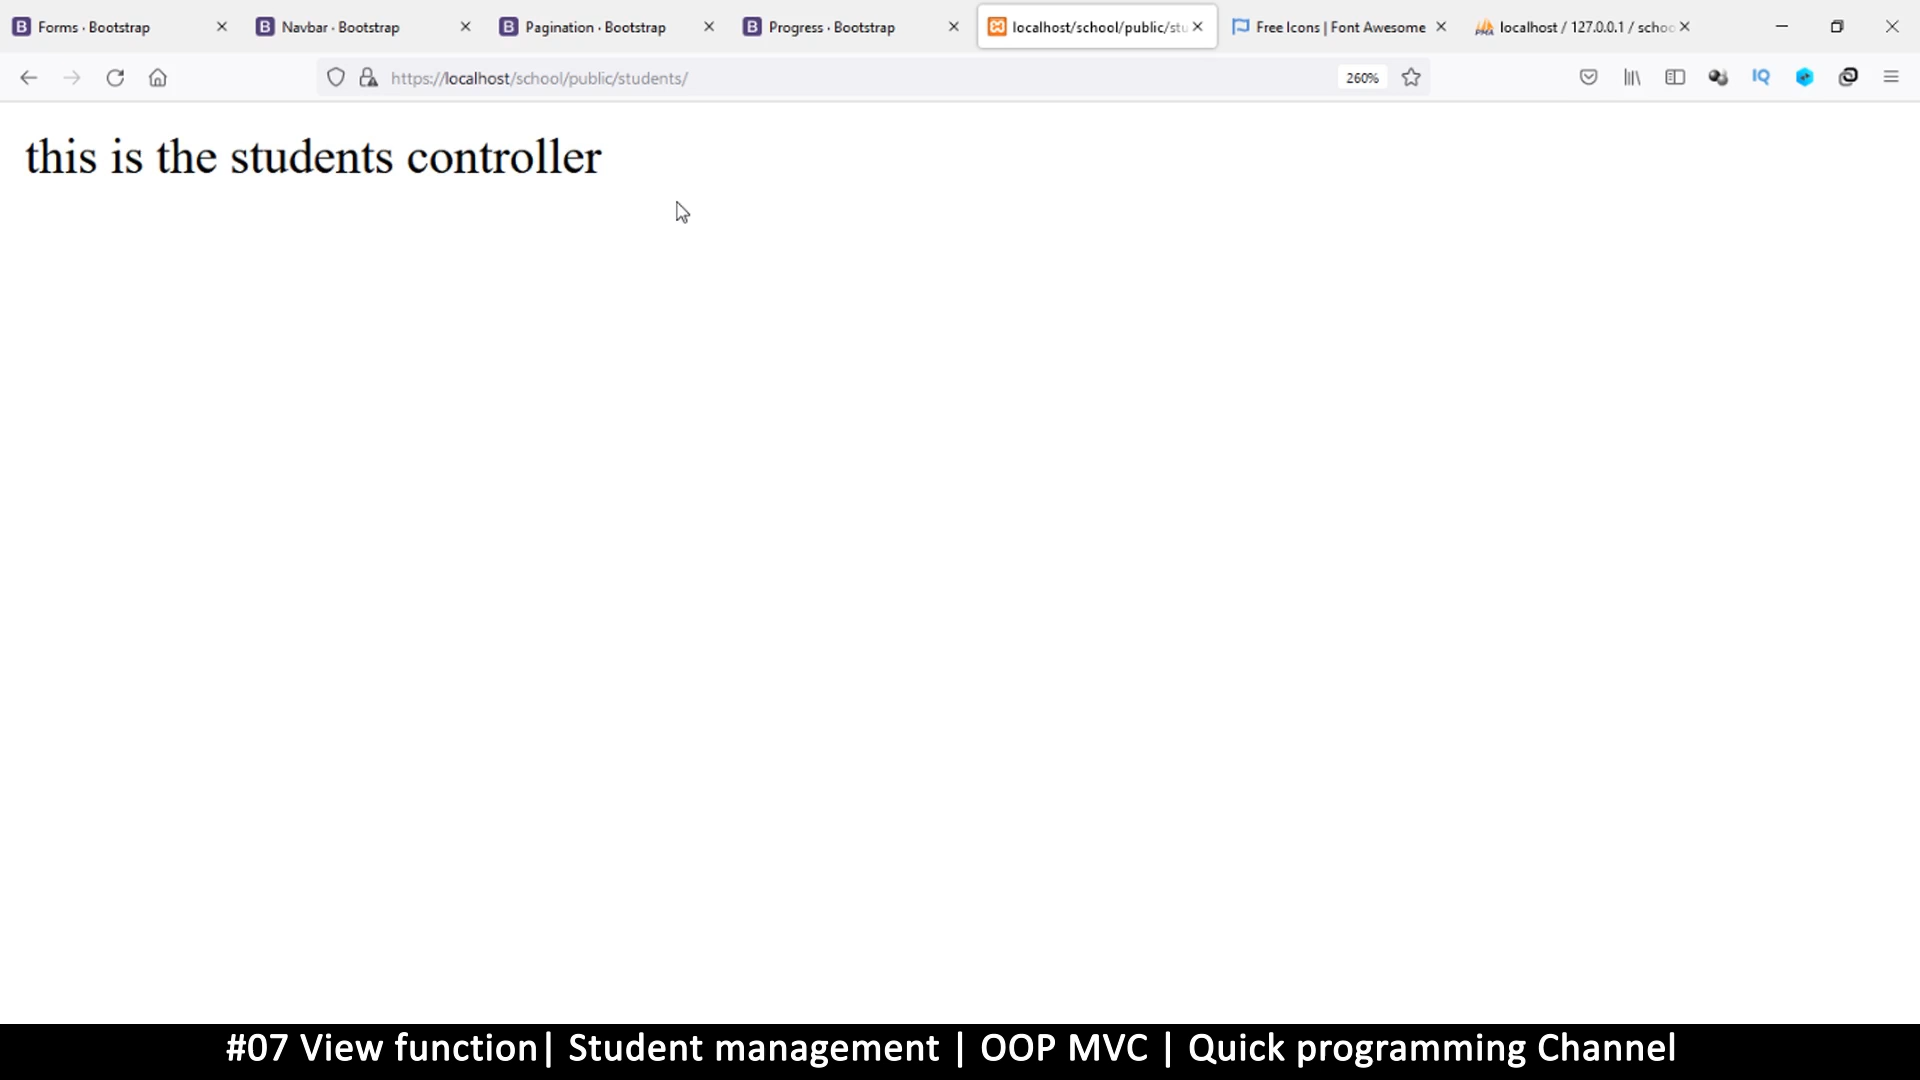 Forms · Bootstrap
Navbar · Bootstrap
Pagination · Bootstrap
Progress · Bootstrap
localhost/school/public/stu
Free Icons | Font Awesome
localhost / 127.0.0.1 / schoo
https://localhost/school/public/students/
260%
IQ
this is the students controller
#07 View function| Student management | OOP MVC | Quick programming Channel